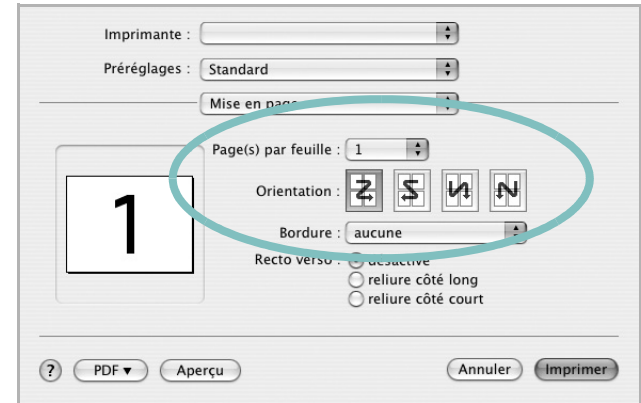 Imprimante :
Préréglages : Standard
Mise en page
Page(s) par feuille : 1
Orientation :
1
Bordure : aucune
Recto verso : désactivé
reliure côté long
reliure côté court
? PDF▼ Aperçu Annuler Imprimer